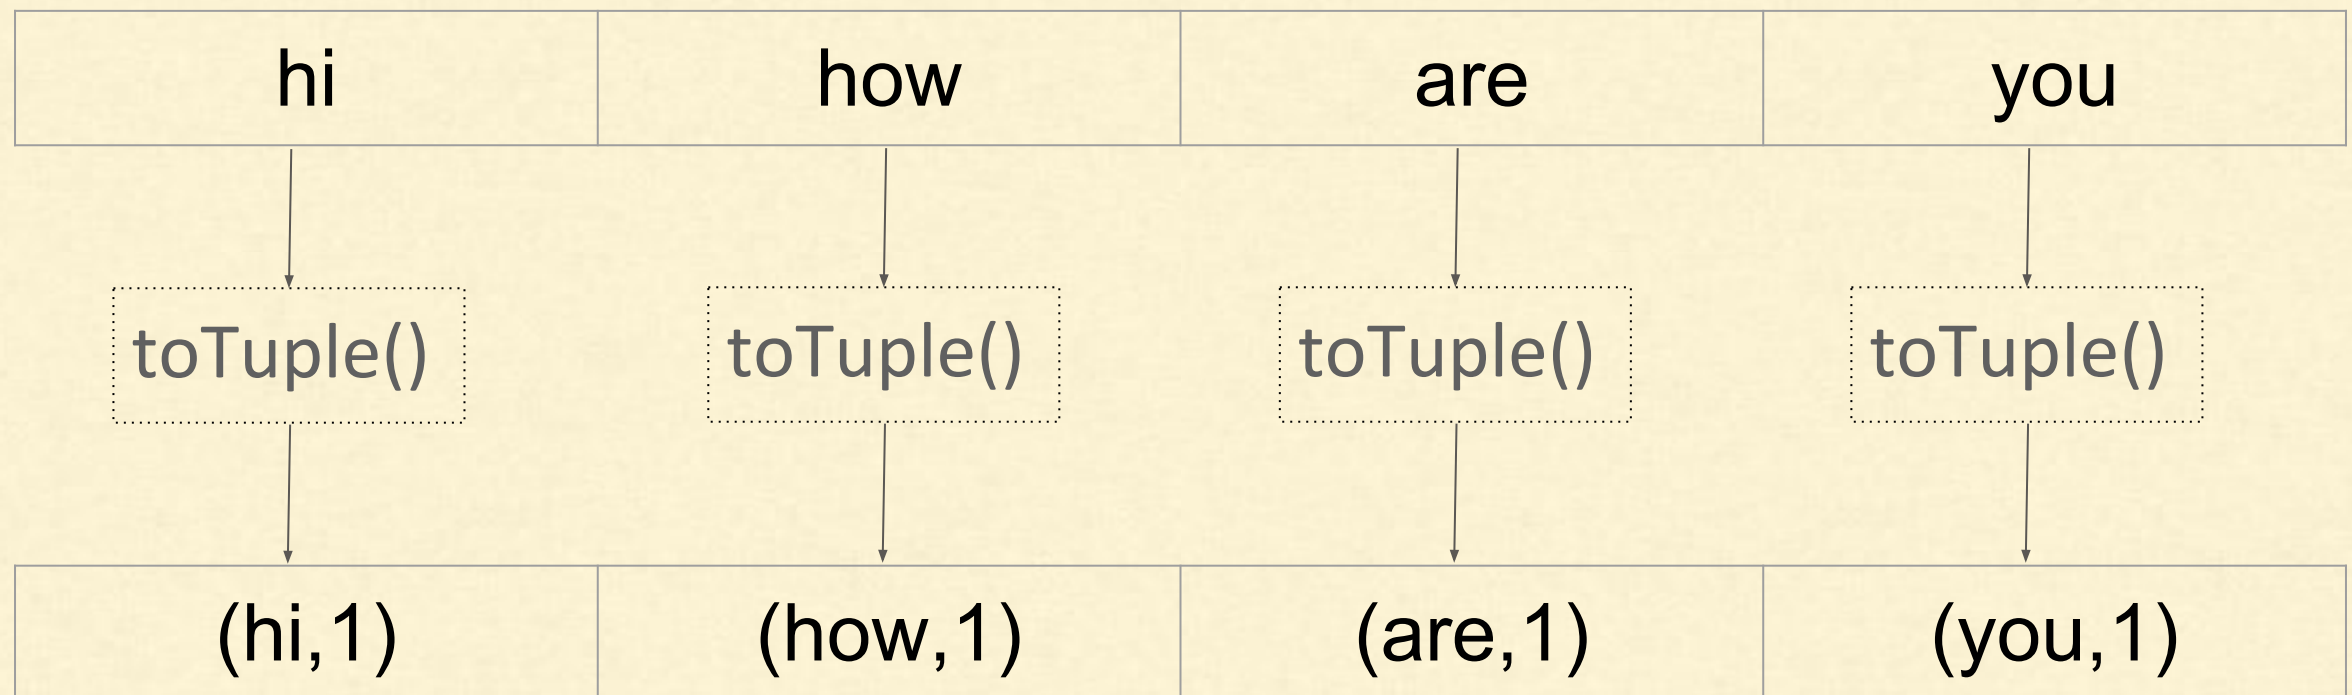 hi how are you
toTuple() toTuple() toTuple() toTuple()
(hi,1) (how,1) (are,1) (you,1)